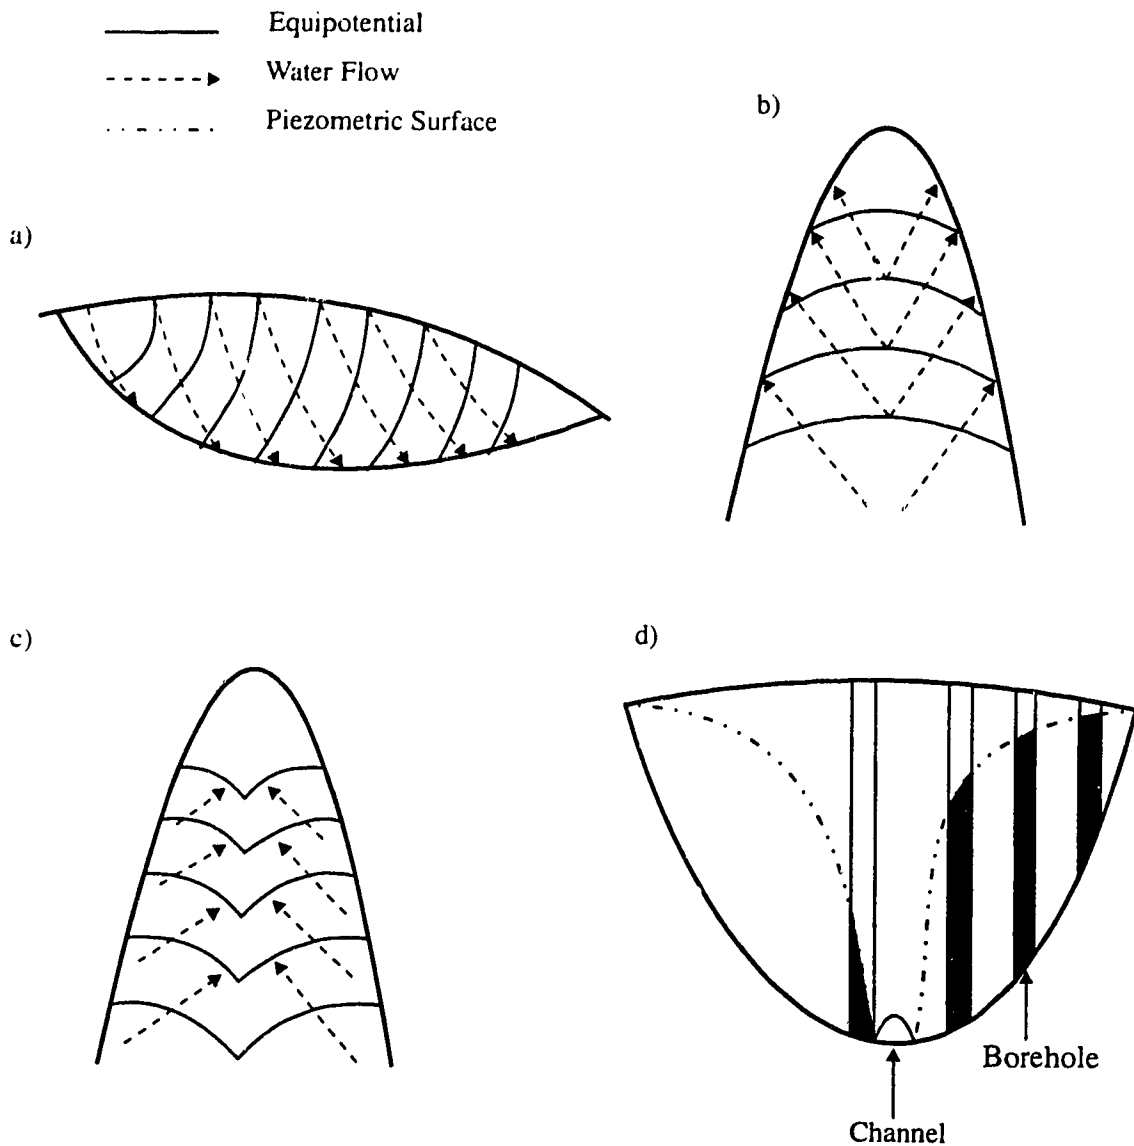 Equipotential
Water Flow
Piezometric Surface
b)
a)
c)
d)
Borehole
Channel